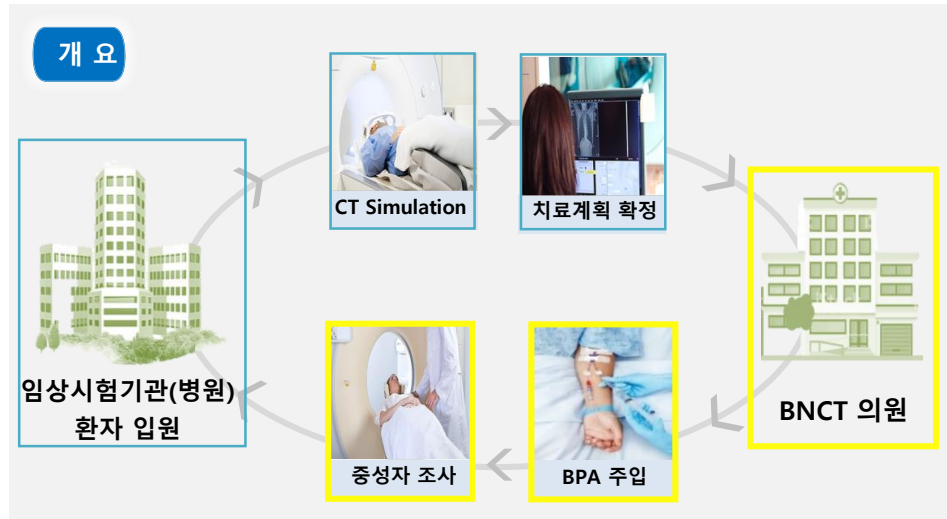 개 요
CT Simulation
치료계획 확정
임상시험기관(병원)
환자 입원
BNCT 의원
중성자 조사
BPA 주입